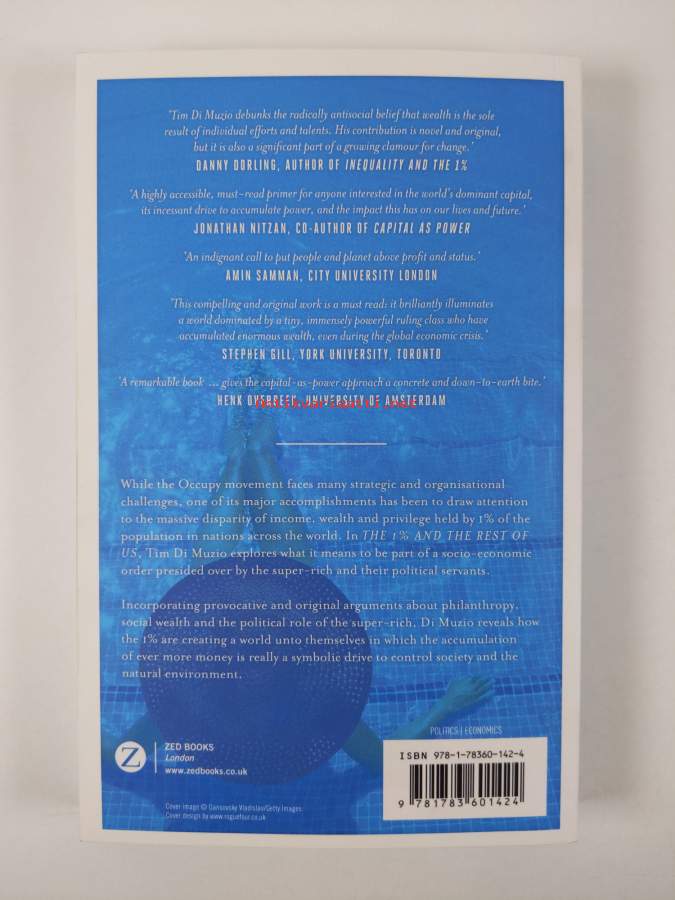 'Tim Di Muzio debunks the radically antisocial belief that wealth is the sole
result of individual efforts and talents. His contribution is novel and original,
but it is also a significant part of a growing clamour for change.'
DANNY DORLING, AUTHOR OF INEQUALITY AND THE 1%
'A highly accessible, must-read primer for anyone interested in the world's dominant capital,
its incessant drive to accumulate power, and the impact this has on our lives and future.'
JONATHAN NITZAN, CO-AUTHOR OF CAPITAL AS POWER
'An indignant call to put people and planet above profit and status.'
AMIN SAMMAN, CITY UNIVERSITY LONDON
'This compelling and original work is a must read: it brilliantly illuminates
a world dominated by a tiny, immensely powerful ruling class who have
accumulated enormous wealth, even during the global economic crisis.'
STEPHEN GILL, YORK UNIVERSITY, TORONTO
'A remarkable book ... gives the capital-as-power approach a concrete and down-to-earth bite.'
HENK OVERBEEK, UNIVERSITY OF AMSTERDAM
While the Occupy movement faces many strategic and organisational
challenges, one of its major accomplishments has been to draw attention
to the massive disparity of income, wealth and privilege held by 1% of the
population in nations across the world. In THE 1% AND THE REST OF
US, Tim Di Muzio explores what it means to be part of a socio-economic
order presided over by the super-rich and their political servants.
Incorporating provocative and original arguments about philanthropy,
social wealth and the political role of the super-rich, Di Muzio reveals how
the 1% are creating a world unto themselves in which the accumulation
of ever more money is really a symbolic drive to control society and the
natural environment.
POLITICS | ECONOMICS
Z
ZED BOOKS
London
www.zedbooks.co.uk
ISBN 978-1-78360-142-4
9 781783 601424
Cover image © Gansovsky Vladislav/Getty Images
Cover design by www.roguefour.co.uk